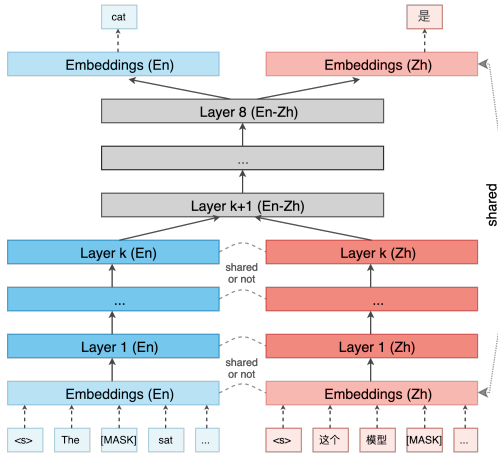 cat 是
Embeddings (En) Embeddings (Zh)
Layer 8 (En-Zh)
...
Layer k+1 (En-Zh)
shared
Layer k (En) Layer k (Zh)
shared
or not
... ...
Layer 1 (En) Layer 1 (Zh)
shared
or not
Embeddings (En) Embeddings (Zh)
<s> The [MASK] sat ... <s> 这个 模型 [MASK] ...